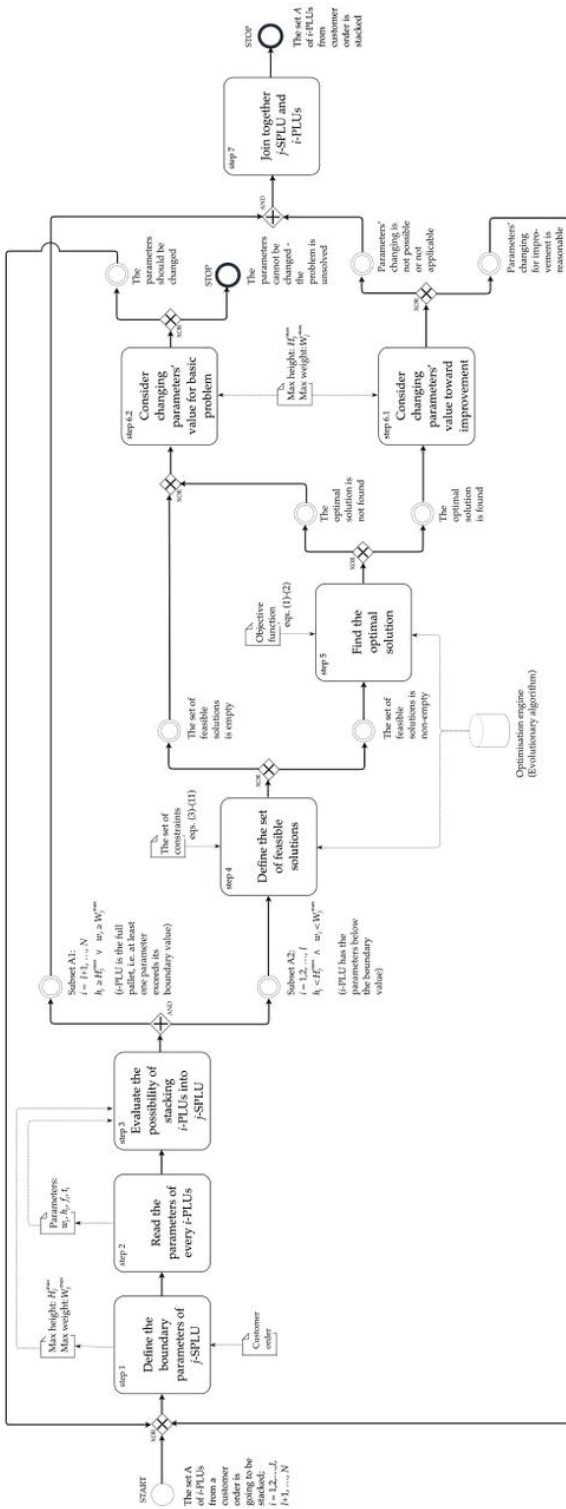 START
The set A
of i-PLUs
from a
customer
order is
going to be
stacked;
i = 1,2,...,I,
I+1, ..., N
XOR
step 1
Define the
boundary
parameters of
j-SPLU
Customer
order
Max height: Hⱼᵐᵃˣ
Max weight:Wⱼᵐᵃˣ
step 2
Read the
parameters of
every i-PLUs
Parameters:
wᵢ, hᵢ, fᵢ, tᵢ
step 3
Evaluate the
possibility of
stacking
i-PLUs into
j-SPLU
AND
Subset A1:
i = I+1, ..., N
hᵢ ≥ Hⱼᵐᵃˣ ∨ wᵢ ≥ Wⱼᵐᵃˣ
(i-PLU is the full
pallet, i.e. at least
one parameter
exceeds its
boundary value)
Subset A2:
i = 1,2, ..., I
hᵢ < Hⱼᵐᵃˣ ∧ wᵢ < Wⱼᵐᵃˣ
(i-PLU has the
parameters below
the boundary
value)
The set of
constraints
eqs. (3)-(11)
step 4
Define the set
of feasible
solutions
XOR
The set of
feasible
solutions
is empty
The set of
feasible
solutions is
non-empty
Optimisation engine
(Evolutionary algorithm)
Objective
function
eqs. (1)-(2)
step 5
Find the
optimal
solution
XOR
The
optimal
solution is
not found
The
optimal
solution
is found
XOR
step 6.2
Consider
changing
parameters'
value for basic
problem
Max height: Hⱼᵐᵃˣ
Max weight:Wⱼᵐᵃˣ
step 6.1
Consider
changing
parameters'
value toward
improvement
XOR
The
parameters
should be
changed
STOP
The
parameters
cannot be
changed -
the
problem is
unsolved
XOR
Parameters'
changing is
not possible
or not
applicable
Parameters'
changing
for impro-
vement is
reasonable
AND
step 7
Join together
j-SPLU and
i-PLUs
STOP
The set A
of i-PLUs
from
customer
order is
stacked